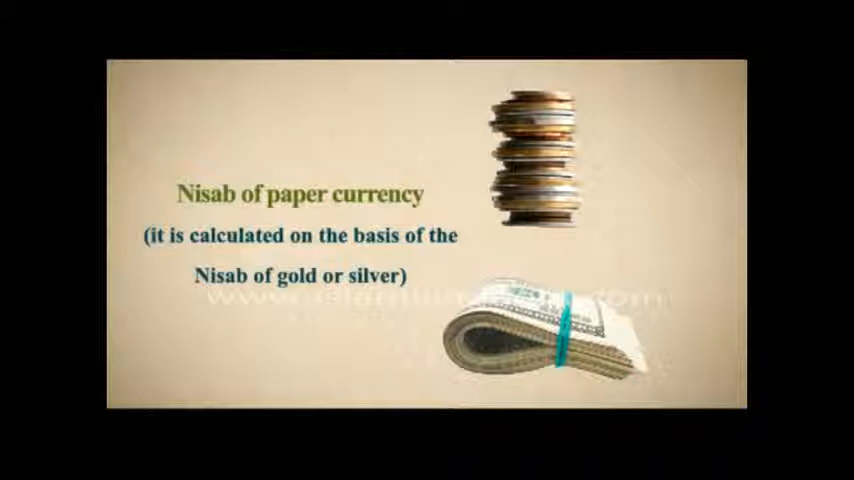 Nisab of paper currency
(it is calculated on the basis of the
Nisab of gold or silver)